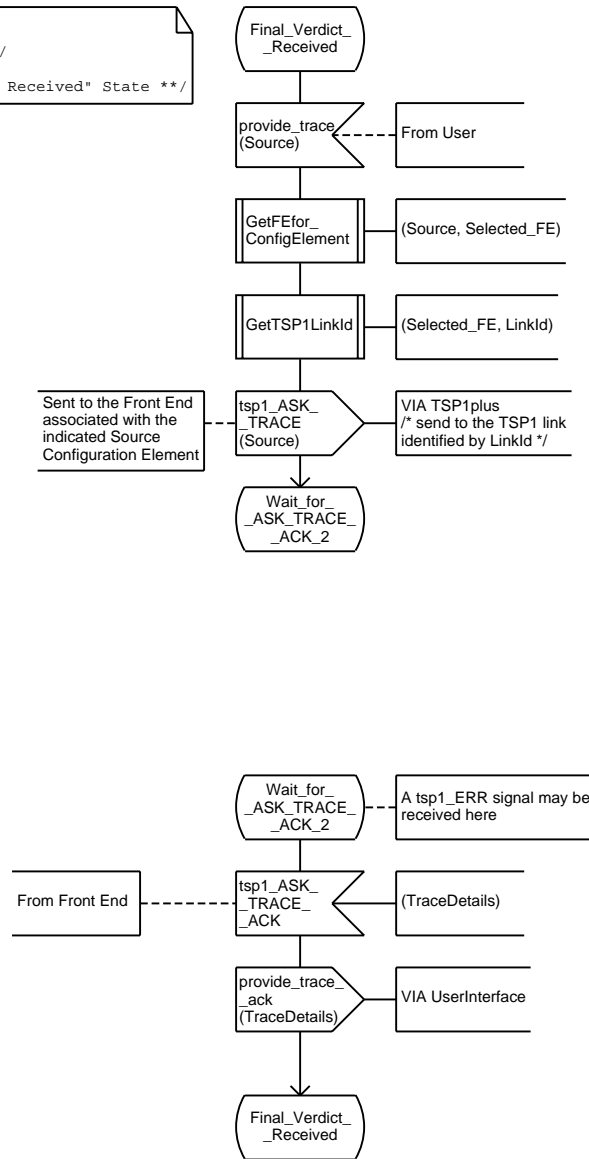 /
Received" State **/
Final_Verdict_
_Received
provide_trace
(Source)
From User
GetFEfor_
ConfigElement
(Source, Selected_FE)
GetTSP1LinkId
(Selected_FE, LinkId)
Sent to the Front End
associated with the
indicated Source
Configuration Element
tsp1_ASK_
_TRACE
(Source)
VIA TSP1plus
/* send to the TSP1 link
identified by LinkId */
Wait_for_
_ASK_TRACE_
_ACK_2
Wait_for_
_ASK_TRACE_
_ACK_2
A tsp1_ERR signal may be
received here
From Front End
tsp1_ASK_
_TRACE_
_ACK
(TraceDetails)
provide_trace_
_ack
(TraceDetails)
VIA UserInterface
Final_Verdict_
_Received